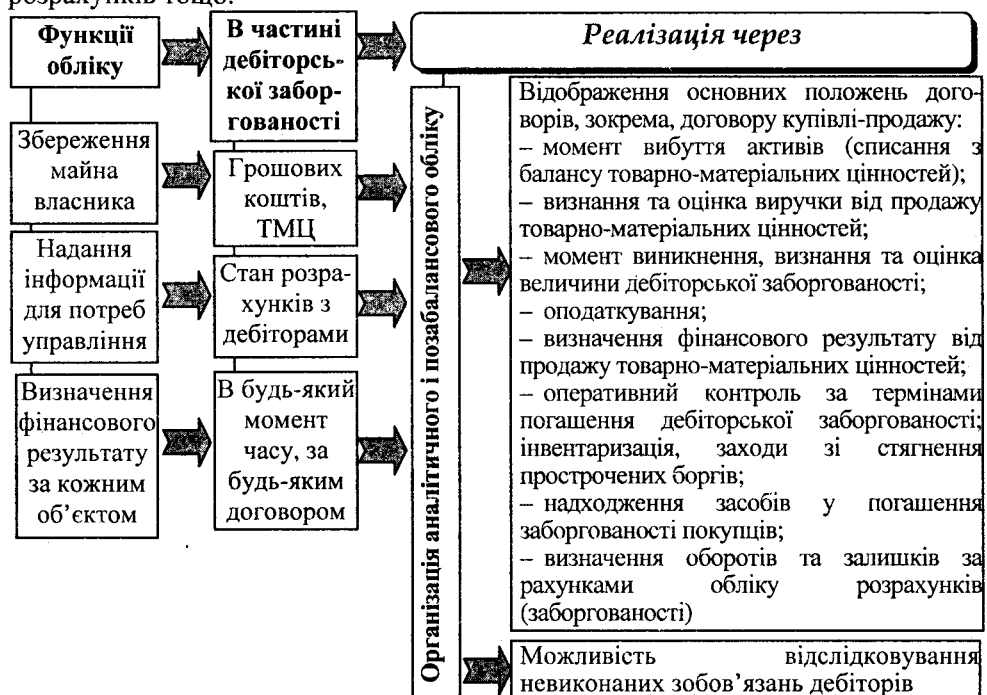 розрахунків тощо.
Функції
обліку
В частині
дебіторсь-
кої забор-
гованості
Реалізація через
Збереження
майна
власника
Грошових
коштів,
ТМЦ
Надання
інформації
для потреб
управління
Стан розра-
хунків з
дебіторами
Визначення
фінансового
результату
за кожним
об’єктом
В будь-який
момент
часу, за
будь-яким
договором
Організація аналітичного і позабалансового обліку
Відображення основних положень дого-
ворів, зокрема, договору купівлі-продажу:
– момент вибуття активів (списання з
балансу товарно-матеріальних цінностей);
– визнання та оцінка виручки від продажу
товарно-матеріальних цінностей;
– момент виникнення, визнання та оцінка
величини дебіторської заборгованості;
– оподаткування;
– визначення фінансового результату від
продажу товарно-матеріальних цінностей;
– оперативний контроль за термінами
погашення дебіторської заборгованості;
інвентаризація, заходи зі стягнення
прострочених боргів;
– надходження засобів у погашення
заборгованості покупців;
– визначення оборотів та залишків за
рахунками обліку розрахунків
(заборгованості)
Можливість відслідковування
невиконаних зобов’язань дебіторів